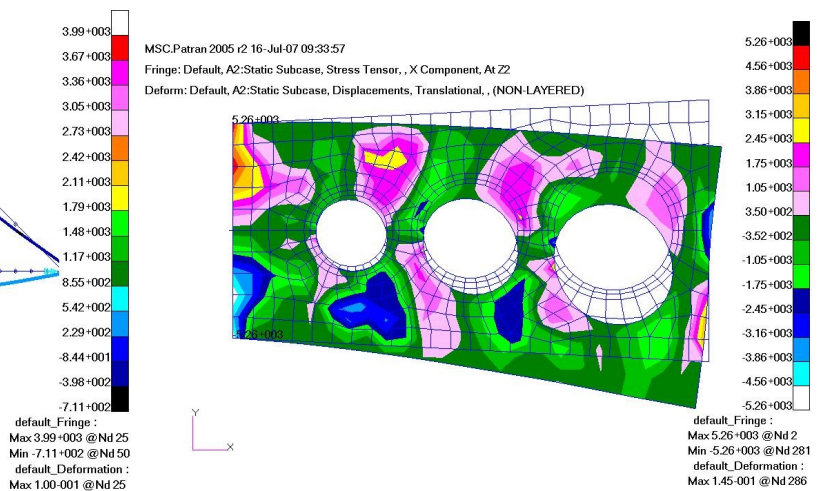 3.99+003
3.67+003
3.36+003
3.05+003
2.73+003
2.42+003
2.11+003
1.79+003
1.48+003
1.17+003
8.55+002
5.42+002
2.29+002
-8.44+001
-3.98+002
-7.11+002
default_Fringe :
Max 3.99+003 @Nd 25
Min -7.11+002 @Nd 50
default_Deformation :
Max 1.00-001 @Nd 25
MSC.Patran 2005 r2 16-Jul-07 09:33:57
Fringe: Default, A2:Static Subcase, Stress Tensor, , X Component, At Z2
Deform: Default, A2:Static Subcase, Displacements, Translational, , (NON-LAYERED)
5.26+003
-5.26+003
Y
X
5.26+003
4.56+003
3.86+003
3.15+003
2.45+003
1.75+003
1.05+003
3.50+002
-3.52+002
-1.05+003
-1.75+003
-2.45+003
-3.16+003
-3.86+003
-4.56+003
-5.26+003
default_Fringe :
Max 5.26+003 @Nd 2
Min -5.26+003 @Nd 281
default_Deformation :
Max 1.45-001 @Nd 286